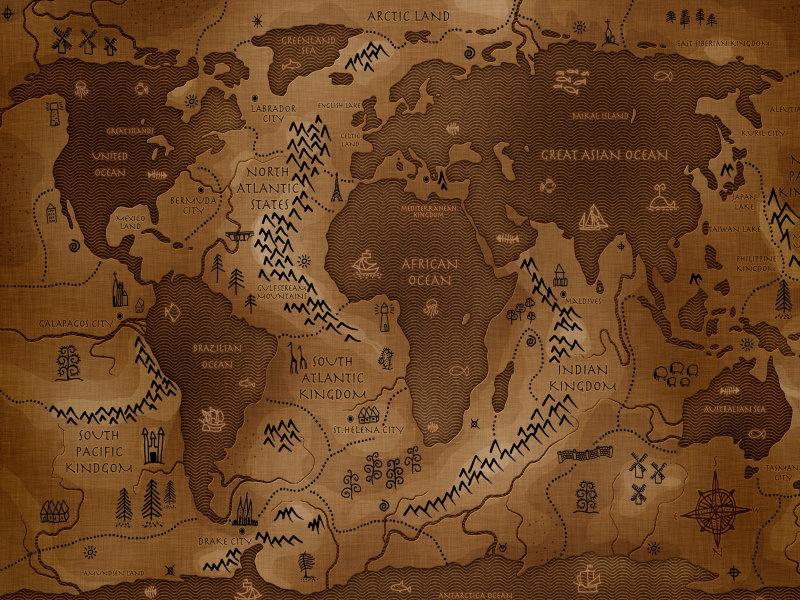 ARCTIC LAND
GREENLAND
SEA
EAST SIBERIAN KINGDOM
LABRADOR
CITY
ENGLISH LAKE
CELTIC
LAND
BAIKAL ISLAND
KURIL CITY
GREAT ISLANDS
UNITED
OCEAN
GREAT ASIAN OCEAN
NORTH
ATLANTIC
STATES
BERMUDA
CITY
MEXICO
LAND
MEDITERRANEAN
KINGDOM
JAPAN
LAKE
TAIWAN LAKE
PHILIPPINE
KINGDOM
AFRICAN
OCEAN
GULFSTREAM
MOUNTAINS
MALDIVES
GALAPAGOS CITY
BRAZILIAN
OCEAN
SOUTH
ATLANTIC
KINGDOM
INDIAN
KINGDOM
AUSTRALIAN SEA
ST.HELENA CITY
SOUTH
PACIFIC
KINDGOM
TASMAN
CITY
DRAKE CITY
AMUNDSEN LAND
ANTARCTICA OCEAN
N